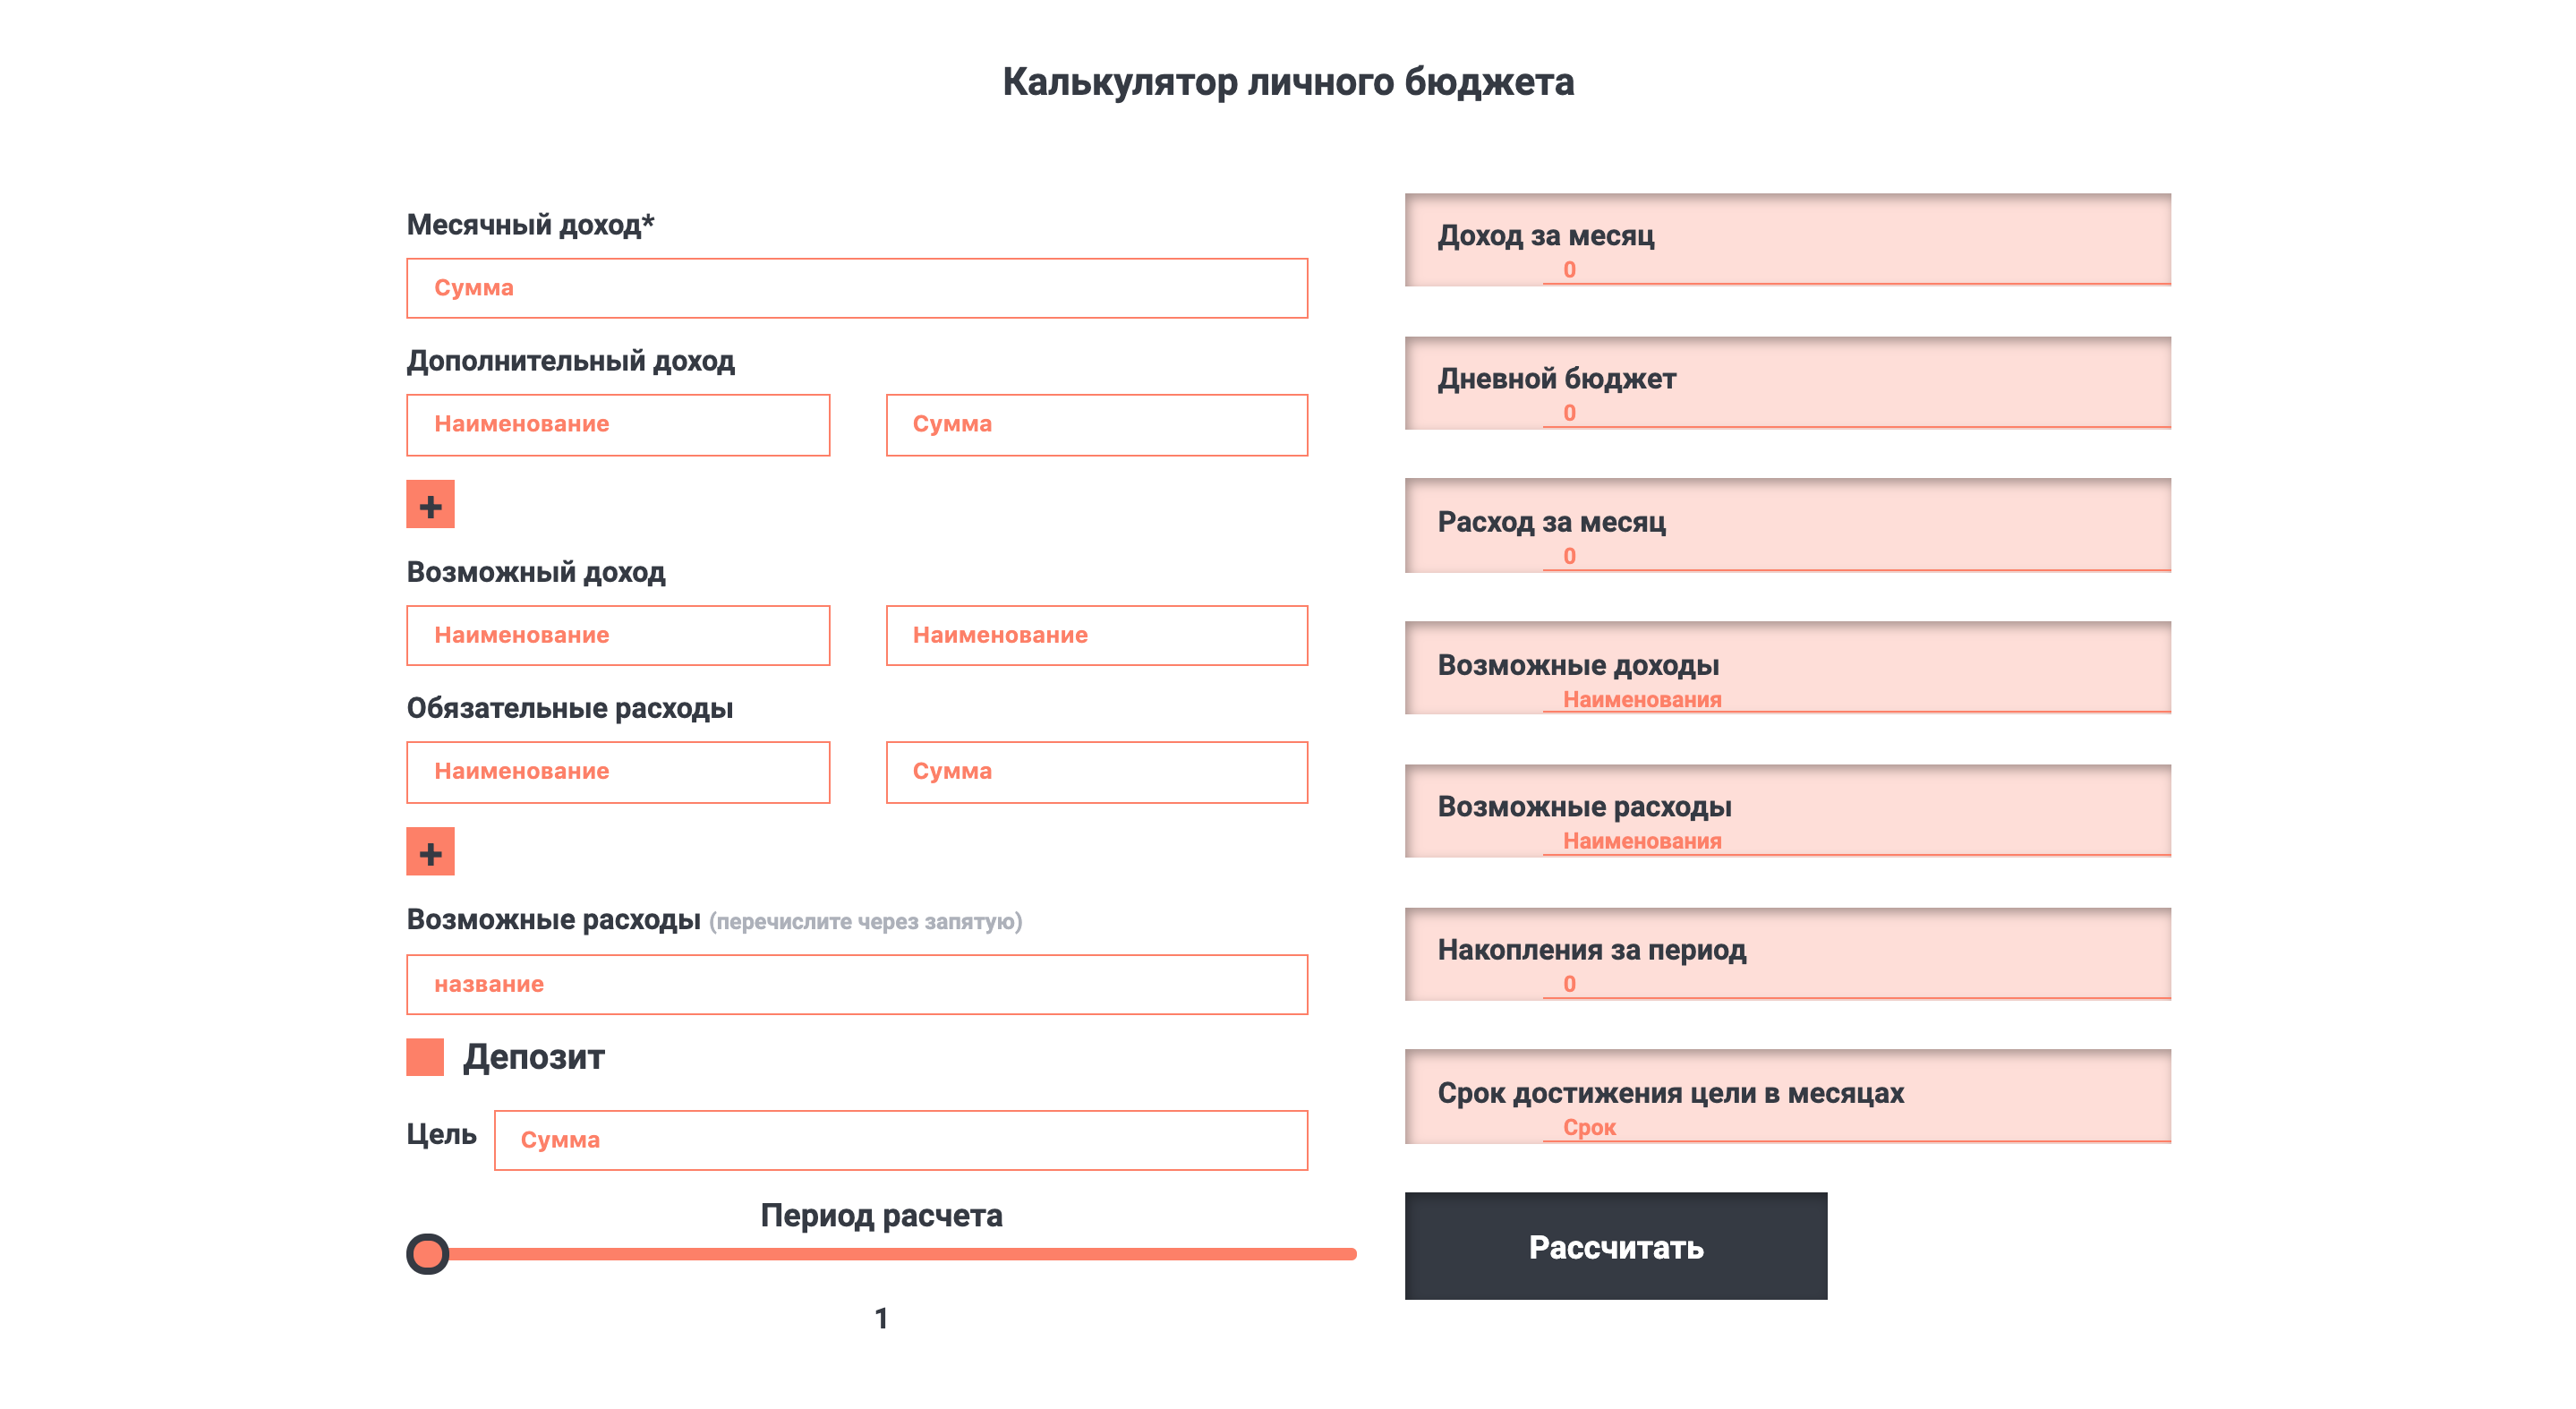 Калькулятор личного бюджета
Месячный доход*
Сумма
Дополнительный доход
Наименование
Сумма
+
Возможный доход
Наименование
Наименование
Обязательные расходы
Наименование
Сумма
+
Возможные расходы (перечислите через запятую)
название
Депозит
Цель
Сумма
Период расчета
1
Доход за месяц
0
Дневной бюджет
0
Расход за месяц
0
Возможные доходы
Наименования
Возможные расходы
Наименования
Накопления за период
0
Срок достижения цели в месяцах
Срок
Рассчитать